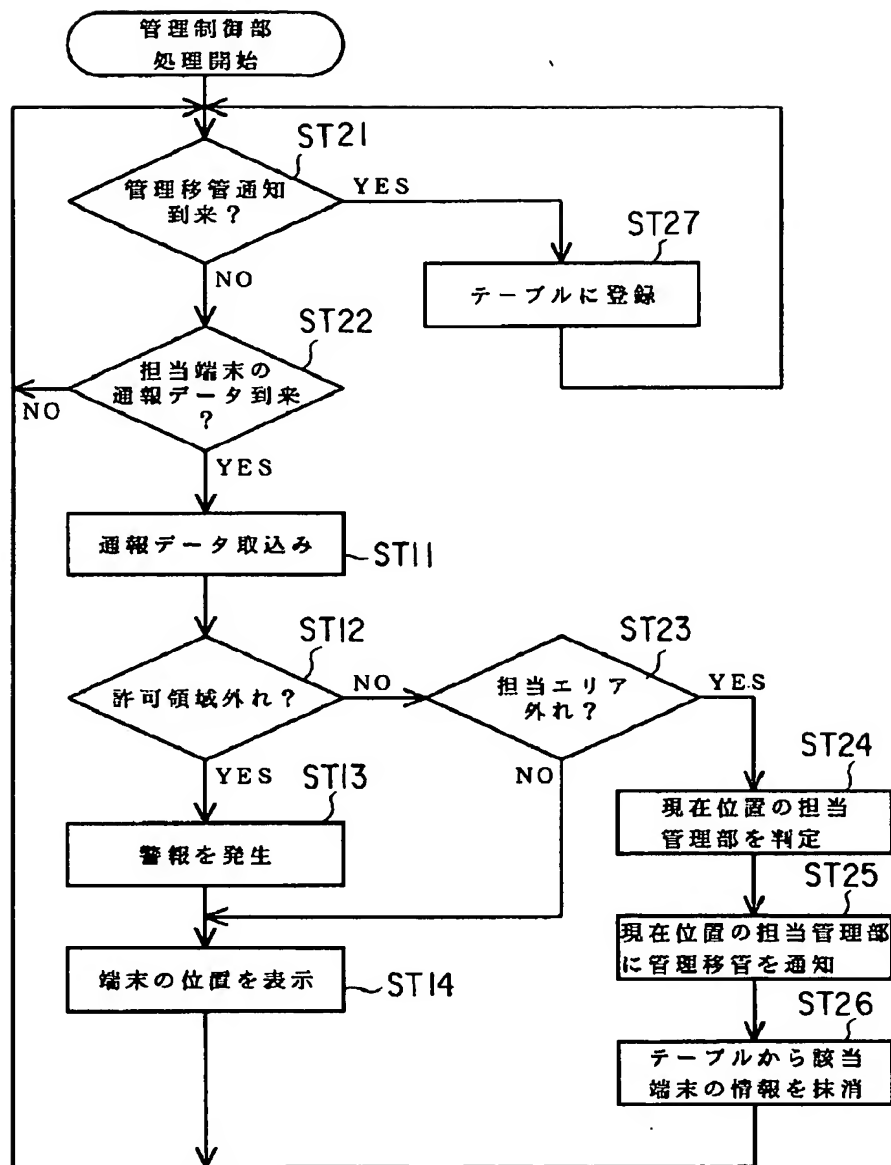 管理制御部
処理開始
ST21
管理移管通知
到来?
YES
NO
ST27
テーブルに登録
ST22
担当端末の
通報データ到来
?
NO
YES
通報データ取込み
ST11
ST12
許可領域外れ?
NO
YES
ST23
担当エリア
外れ?
YES
NO
ST13
警報を発生
ST24
現在位置の担当
管理部を判定
ST25
現在位置の担当管理部
に管理移管を通知
端末の位置を表示
ST14
ST26
テーブルから該当
端末の情報を抹消